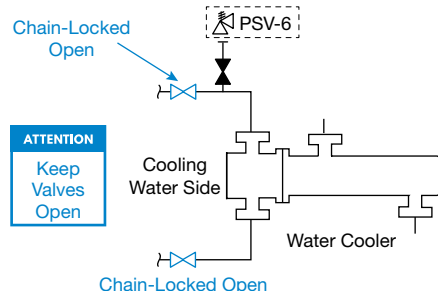 PSV-6
Chain-Locked
Open
ATTENTION
Keep
Valves
Open
Cooling
Water Side
Water Cooler
Chain-Locked Open